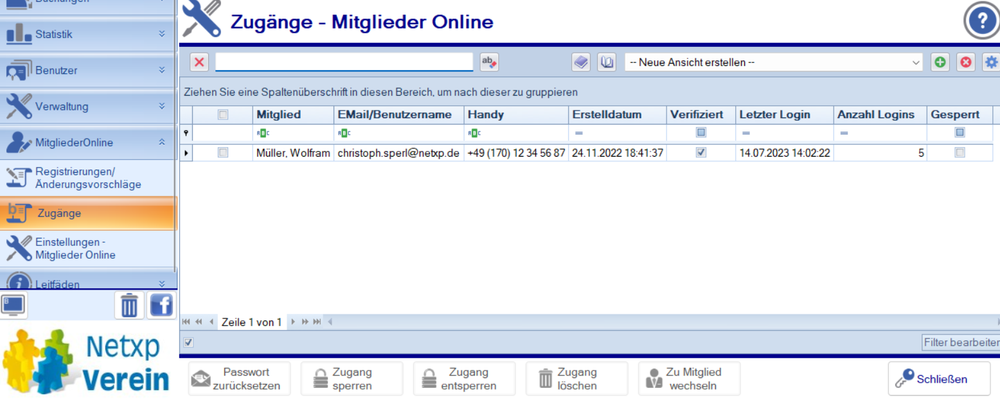 Buchungen
Statistik
Benutzer
Verwaltung
MitgliederOnline
Registrierungen/
Änderungsvorschläge
Zugänge
Einstellungen -
Mitglieder Online
Leitfäden
Netxp
Verein
Zugänge - Mitglieder Online
-- Neue Ansicht erstellen --
Ziehen Sie eine Spaltenüberschrift in diesen Bereich, um nach dieser zu gruppieren
Mitglied EMail/Benutzername Handy Erstelldatum Verifiziert Letzter Login Anzahl Logins Gesperrt
Müller, Wolfram christoph.sperl@netxp.de +49 (170) 12 34 56 87 24.11.2022 18:41:37 14.07.2023 14:02:22 5
Zeile 1 von 1
Filter bearbeiten
Passwort
zurücksetzen
Zugang
sperren
Zugang
entsperren
Zugang
löschen
Zu Mitglied
wechseln
Schließen